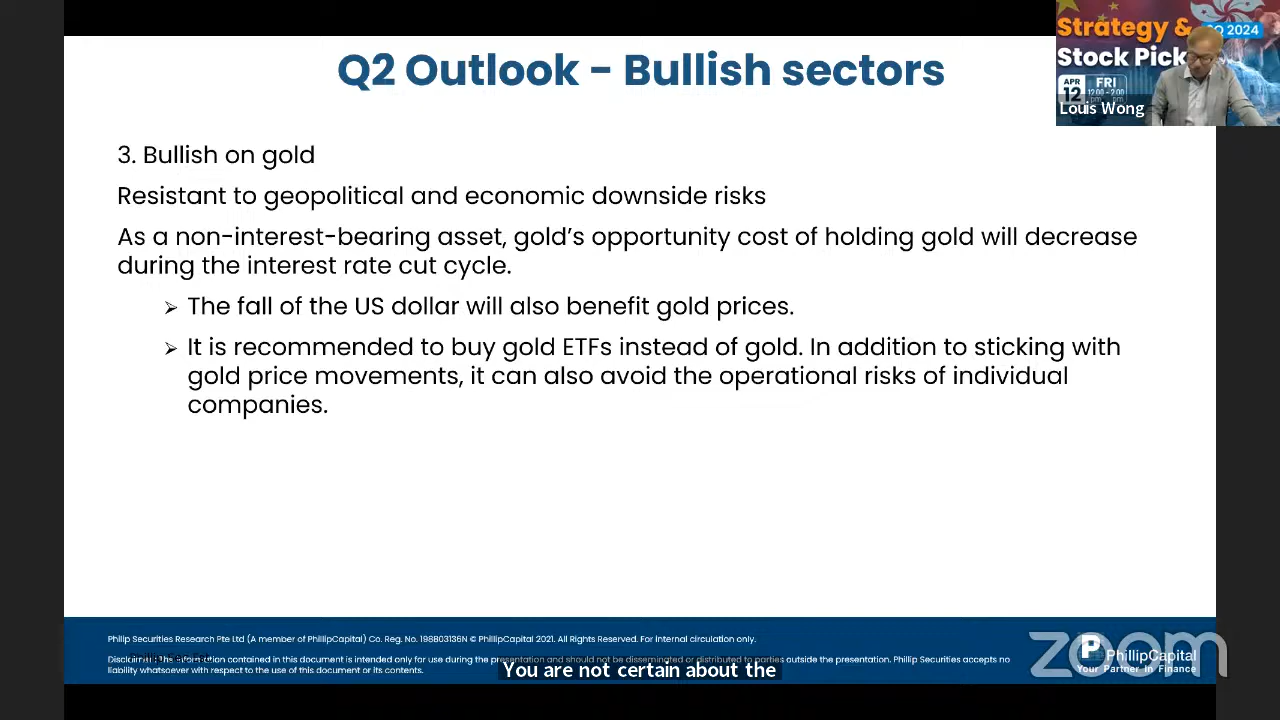 Q2 Outlook - Bullish sectors
Strategy &
2Q 2024
Stock Pick
APR
12
FRI
12:00 - 2:00
Louis Wong
3. Bullish on gold
Resistant to geopolitical and economic downside risks
As a non-interest-bearing asset, gold's opportunity cost of holding gold will decrease
during the interest rate cut cycle.
➢ The fall of the US dollar will also benefit gold prices.
➢ It is recommended to buy gold ETFs instead of gold. In addition to sticking with
gold price movements, it can also avoid the operational risks of individual
companies.
Phillip Securities Research Pte Ltd (A member of PhillipCapital) Co. Reg. No. 198803136N © PhillipCapital 2021. All Rights Reserved. For internal circulation only.
Disclaimer: The information contained in this document is intended only for use during the presentation and should not be disseminated or distributed to parties outside the presentation. Phillip Securities accepts no
liability whatsoever with respect to the use of this document or its contents.
You are not certain about the
zoom
P
PhillipCapital
Your Partner In Finance